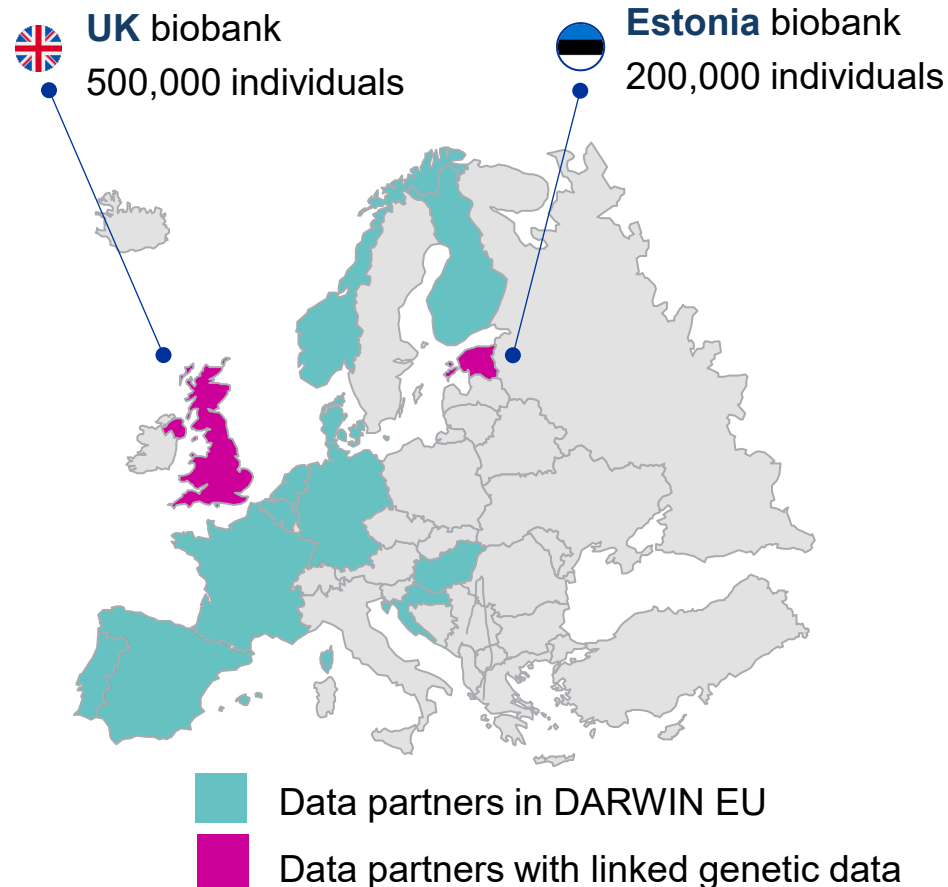 UK biobank
500,000 individuals
Estonia biobank
200,000 individuals
Data partners in DARWIN EU
Data partners with linked genetic data